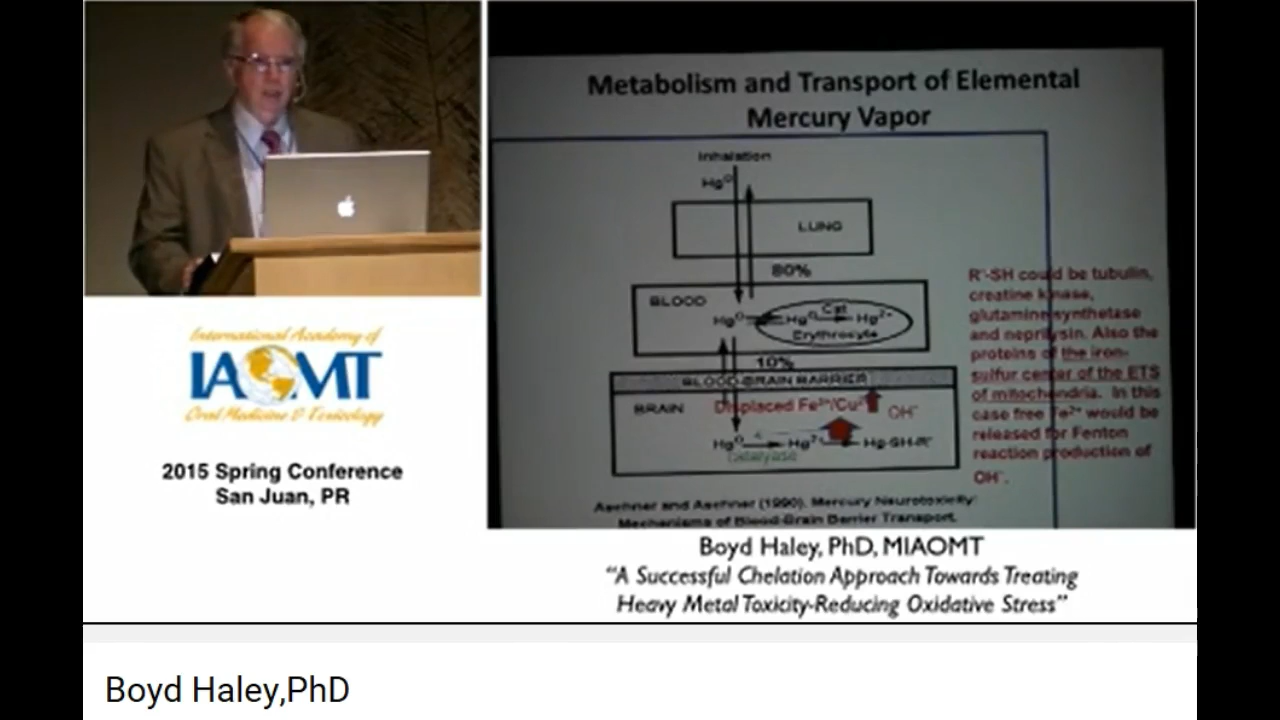 Metabolism and Transport of Elemental
Mercury Vapor
Inhalation
Hg⁰
LUNG
80%
BLOOD
Hg⁰
Hg⁰
Cat
Hg²⁺
Erythrocyte
10%
BLOOD-BRAIN BARRIER
BRAIN
Displaced Fe²⁺/Cu²⁺
OH⁻
Hg⁰
Hg²⁺
Hg-SH-R'
R'-SH could be tubulin,
creatine kinase,
glutamine synthetase
and neprilysin. Also the
proteins of the iron-
sulfur center of the ETS
of mitochondria. In this
case free Fe²⁺ would be
released for Fenton
reaction production of
OH⁻.
Aschner and Aschner (1990). Mercury Neurotoxicity:
Mechanisms of Blood-Brain Barrier Transport.
International Academy of
IAOMT
Oral Medicine & Toxicology
2015 Spring Conference
San Juan, PR
Boyd Haley, PhD, MIAOMT
“A Successful Chelation Approach Towards Treating
Heavy Metal Toxicity-Reducing Oxidative Stress”
Boyd Haley,PhD